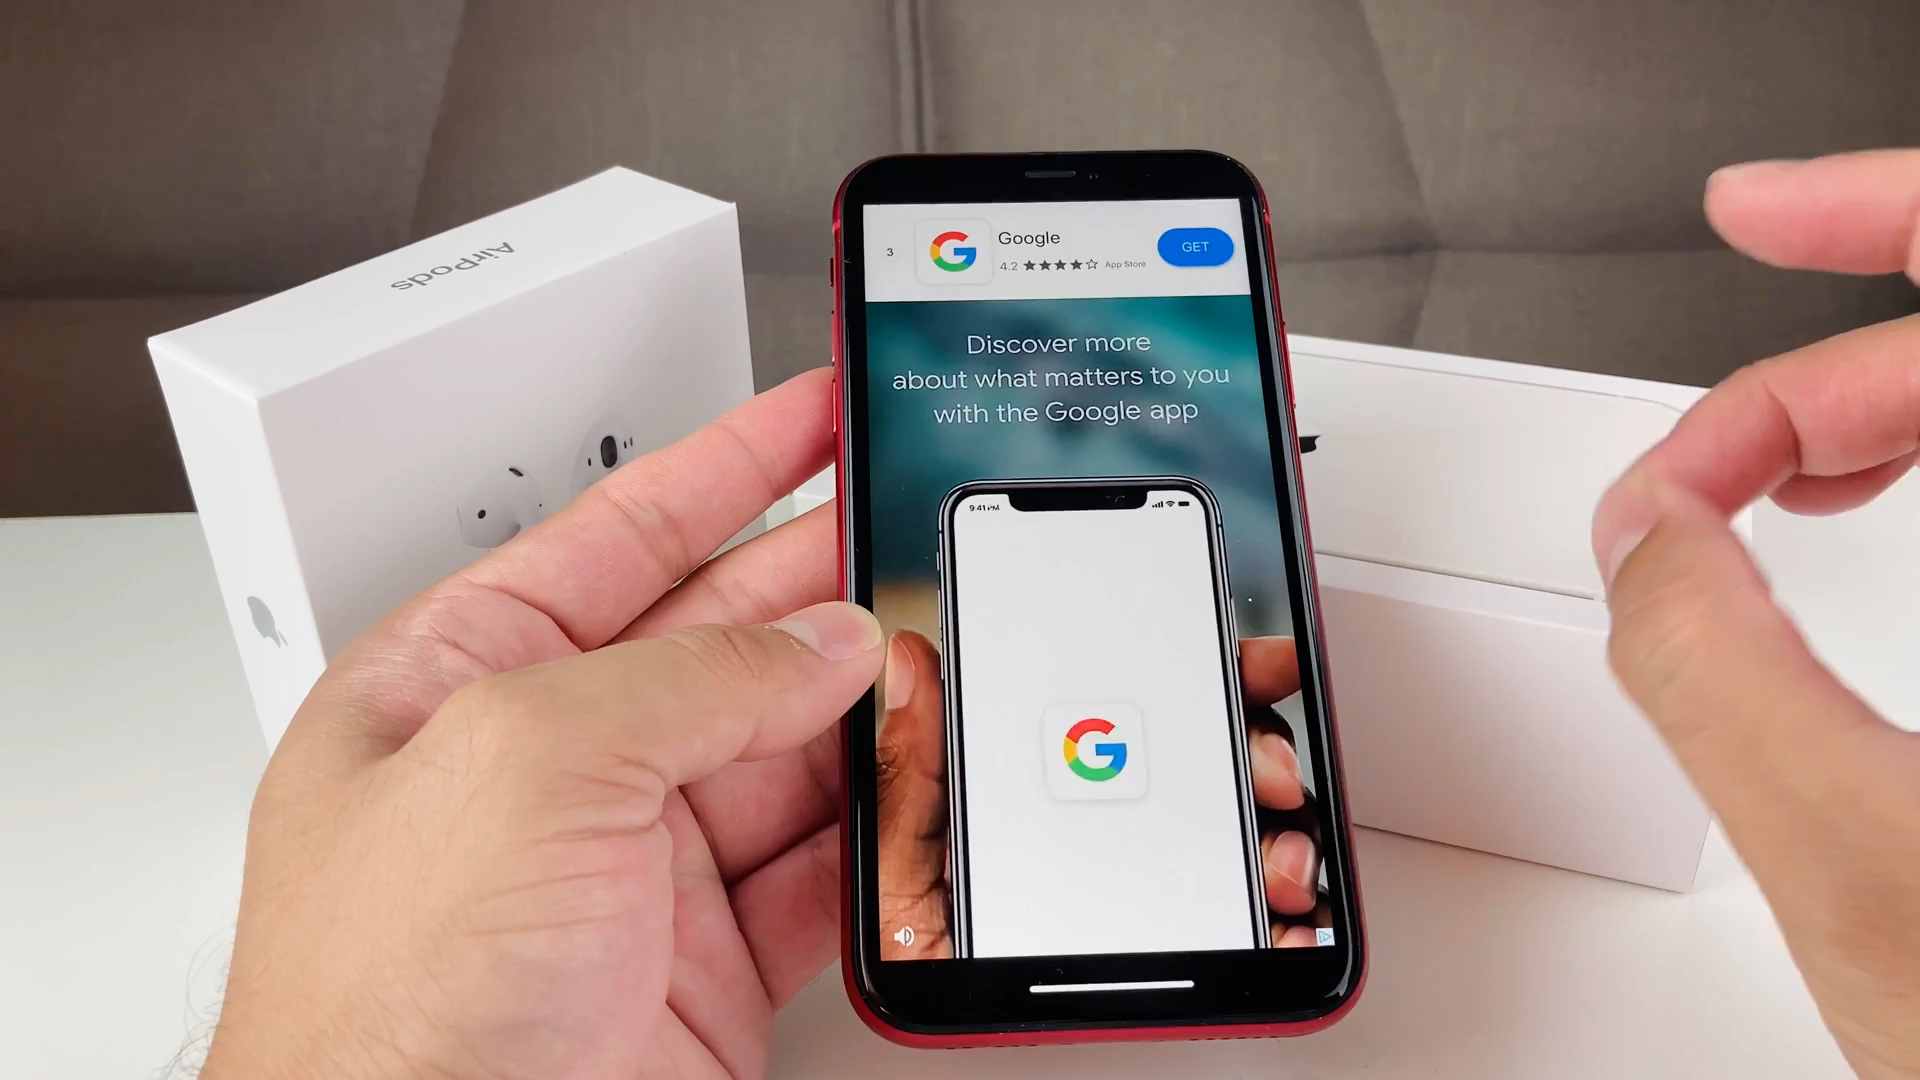 AirPods
3
Google
GET
4.2 ★★★★☆ App Store
Discover more
about what matters to you
with the Google app
9:41 PM
G